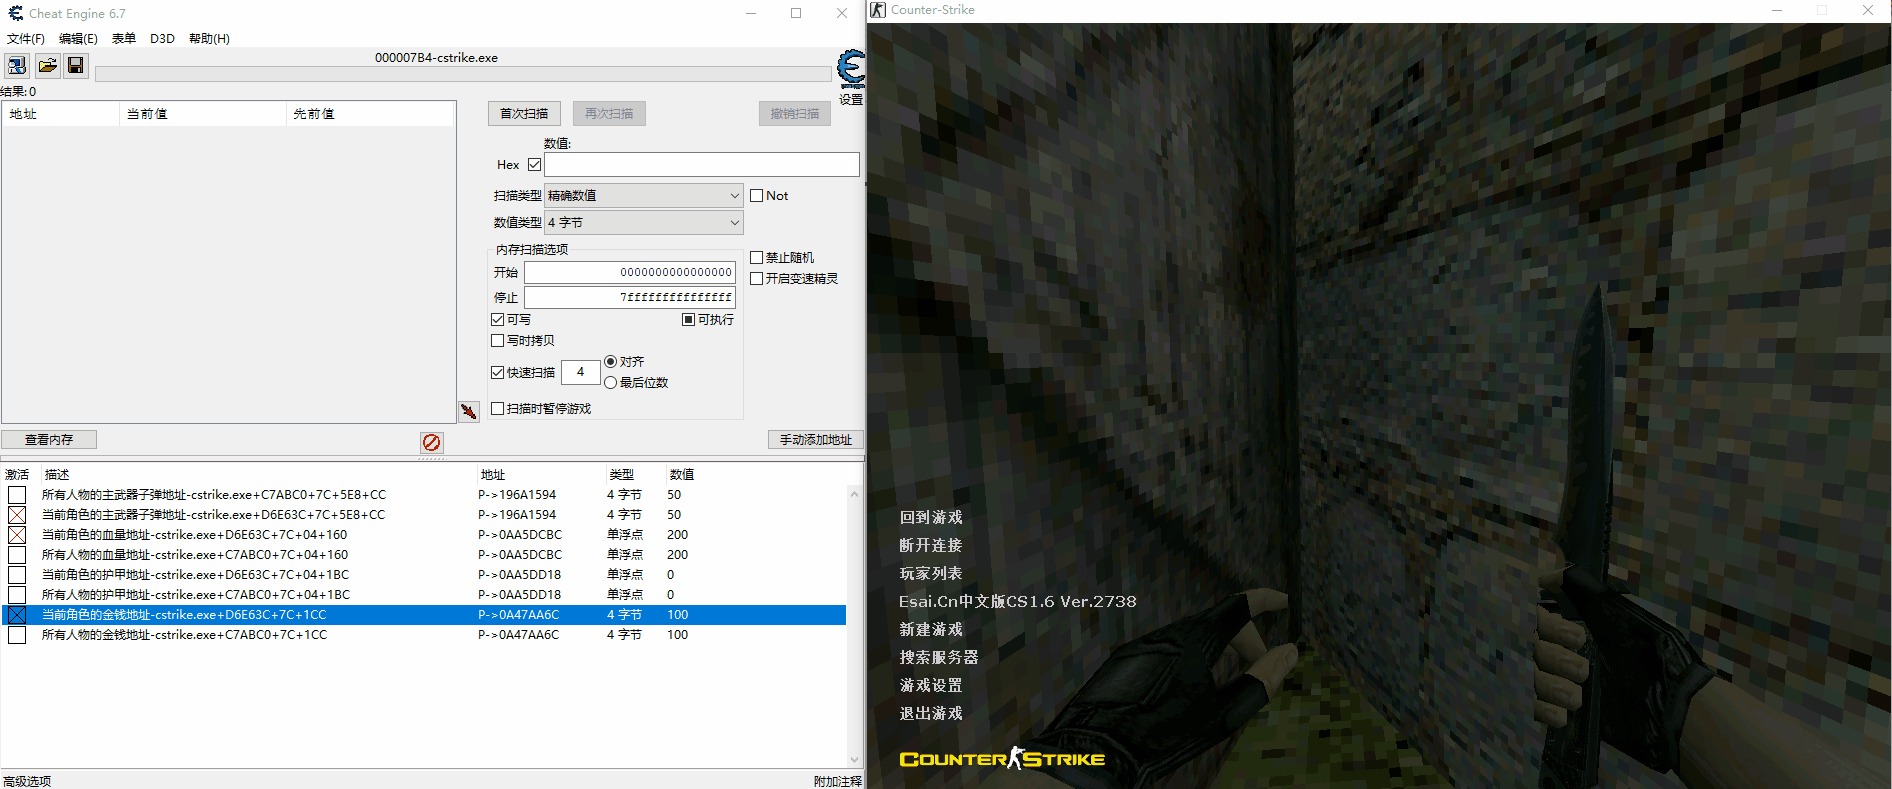 Cheat Engine 6.7
文件(F) 编辑(E) 表单 D3D 帮助(H)
000007B4-cstrike.exe
设置
结果: 0
地址 当前值 先前值
首次扫描 再次扫描 撤销扫描
数值:
Hex
扫描类型 精确数值 Not
数值类型 4 字节
内存扫描选项
开始 0000000000000000
停止 7fffffffffffffff
禁止随机
开启变速精灵
可写 可执行
写时拷贝
快速扫描 4 对齐
最后位数
扫描时暂停游戏
查看内存 手动添加地址
激活 描述 地址 类型 数值
所有人物的主武器子弹地址-cstrike.exe+C7ABC0+7C+5E8+CC P->196A1594 4 字节 50
当前角色的主武器子弹地址-cstrike.exe+D6E63C+7C+5E8+CC P->196A1594 4 字节 50
当前角色的血量地址-cstrike.exe+D6E63C+7C+04+160 P->0AA5DCBC 单浮点 200
所有人物的血量地址-cstrike.exe+C7ABC0+7C+04+160 P->0AA5DCBC 单浮点 200
当前角色的护甲地址-cstrike.exe+D6E63C+7C+04+1BC P->0AA5DD18 单浮点 0
所有人物的护甲地址-cstrike.exe+C7ABC0+7C+04+1BC P->0AA5DD18 单浮点 0
当前角色的金钱地址-cstrike.exe+D6E63C+7C+1CC P->0A47AA6C 4 字节 100
所有人物的金钱地址-cstrike.exe+C7ABC0+7C+1CC P->0A47AA6C 4 字节 100
高级选项 附加注释
Counter-Strike
回到游戏
断开连接
玩家列表
Esai.Cn中文版CS1.6 Ver.2738
新建游戏
搜索服务器
游戏设置
退出游戏
COUNTER STRIKE